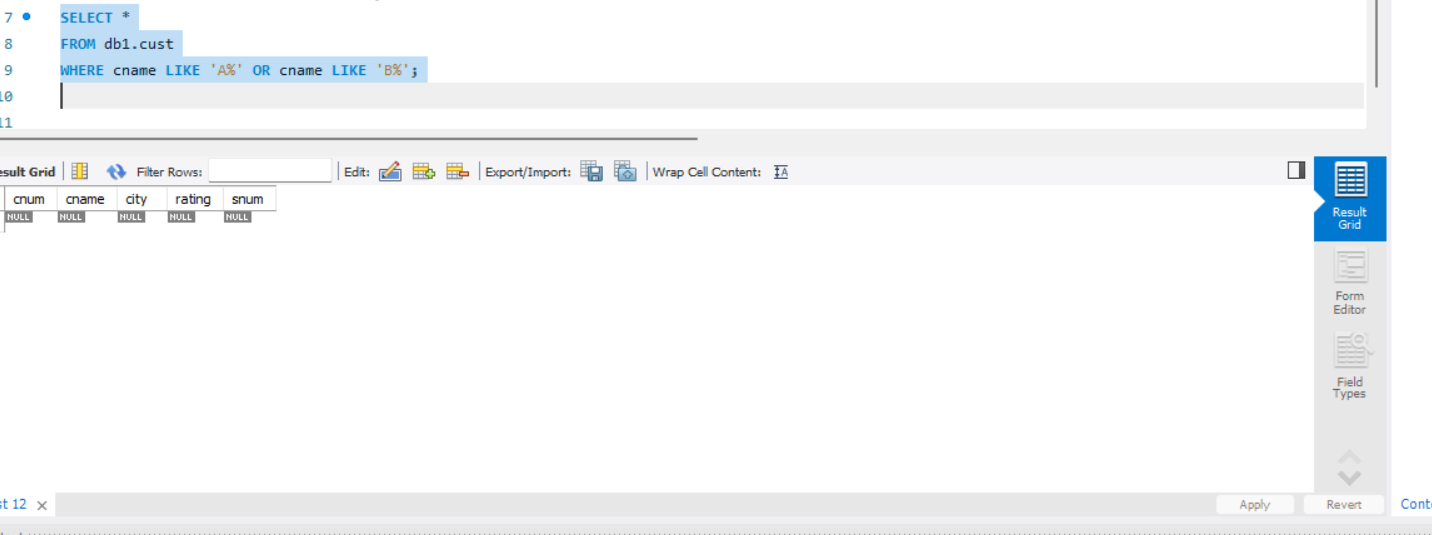 7 SELECT *
8 FROM db1.cust
9 WHERE cname LIKE 'A%' OR cname LIKE 'B%';
10
11
Result Grid Filter Rows: Edit: Export/Import: Wrap Cell Content:
cnum cname city rating snum
NULL NULL NULL NULL NULL
Result
Grid
Form
Editor
Field
Types
st 12 Apply Revert Conte